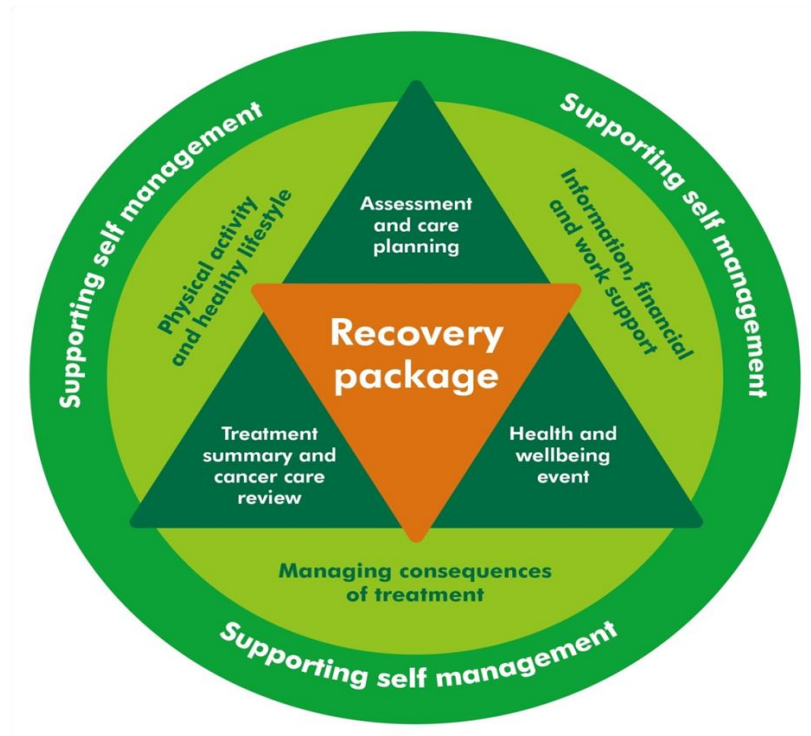 Supporting self management
Supporting self management
Physical activity
and healthy lifestyle
Information, financial
and work support
Assessment
and care
planning
Recovery
package
Treatment
summary and
cancer care
review
Health and
wellbeing
event
Managing consequences
of treatment
Supporting self management